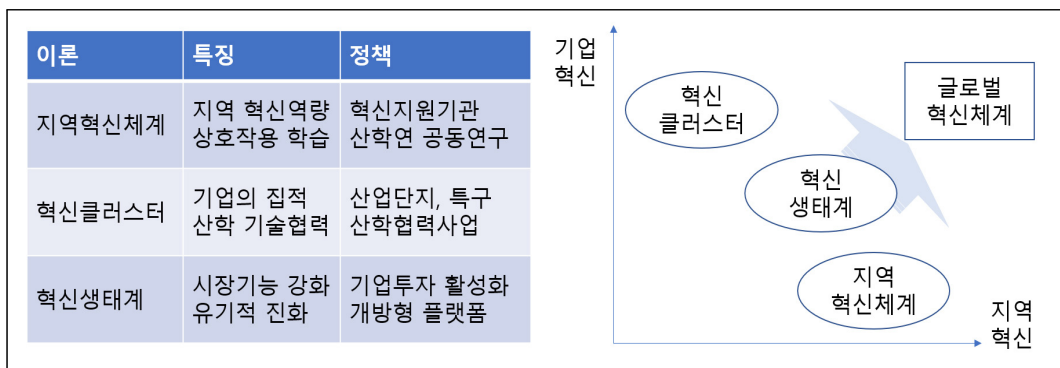 이론 특징 정책
지역혁신체계
지역 혁신역량
상호작용 학습
혁신지원기관
산학연 공동연구
혁신클러스터
기업의 집적
산학 기술협력
산업단지, 특구
산학협력사업
혁신생태계
시장기능 강화
유기적 진화
기업투자 활성화
개방형 플랫폼
기업
혁신
혁신
클러스터
글로벌
혁신체계
혁신
생태계
지역
혁신체계
지역
혁신